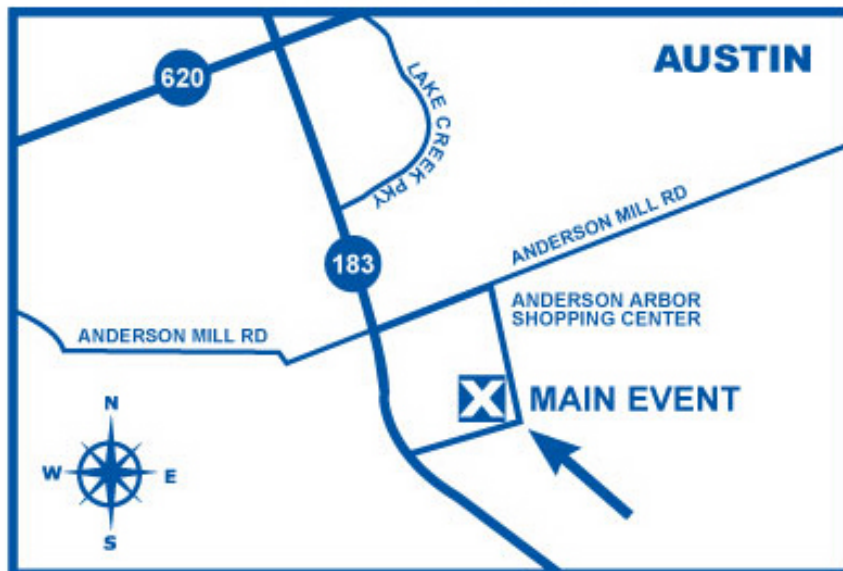 AUSTIN
620
LAKE CREEK PKY
183
ANDERSON MILL RD
ANDERSON ARBOR
SHOPPING CENTER
ANDERSON MILL RD
X MAIN EVENT
N
W E
S